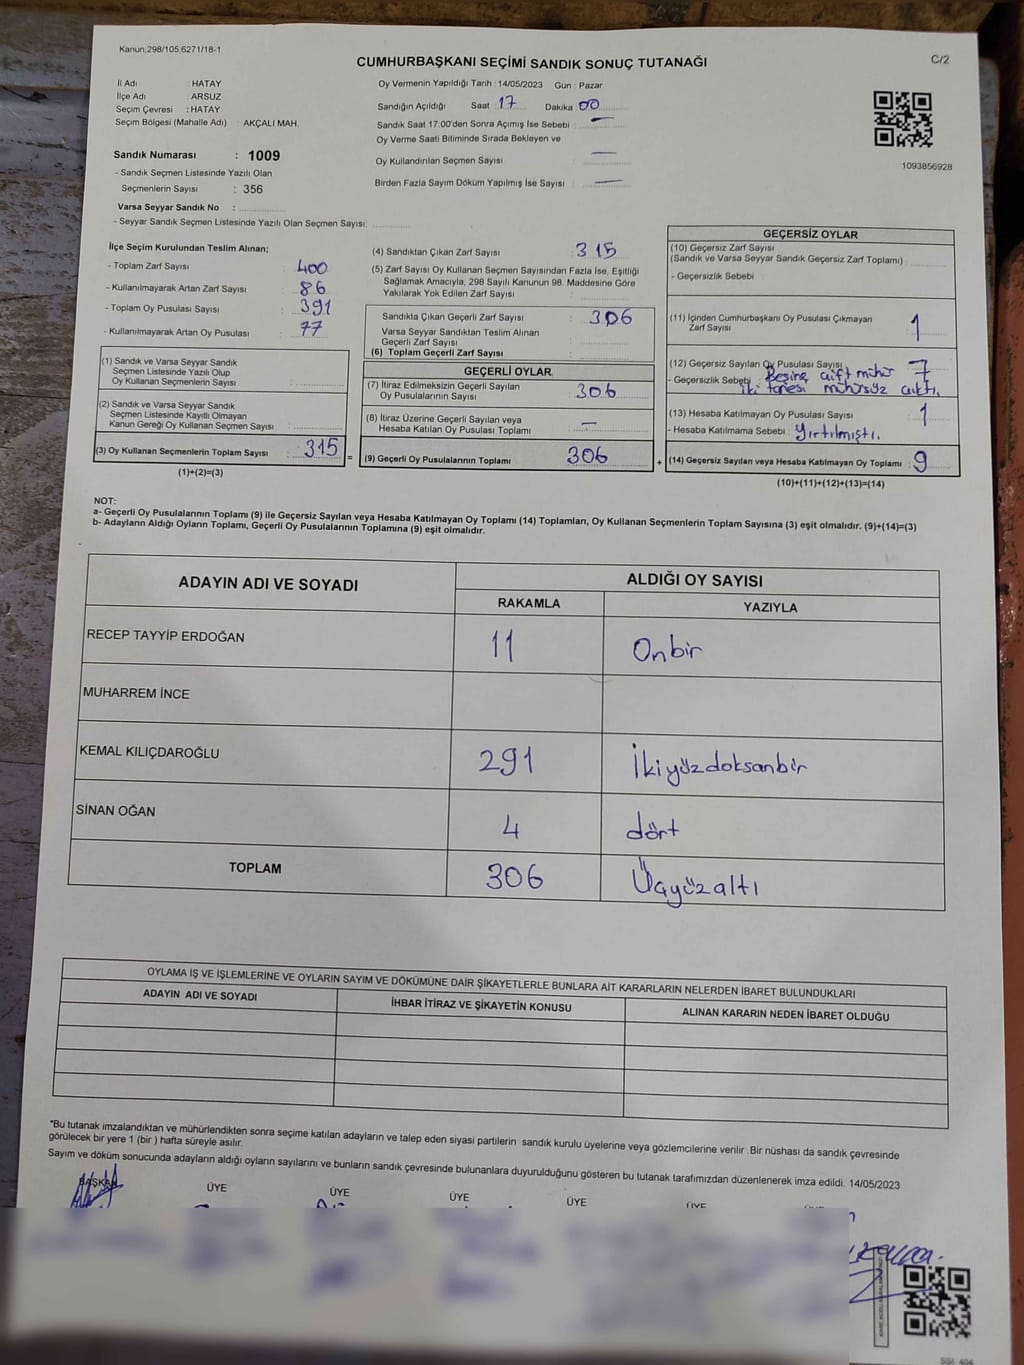 Kanun;298/105;6271/18-1
CUMHURBAŞKANI SEÇİMİ SANDIK SONUÇ TUTANAĞI
C/2
İl Adı : HATAY
İlçe Adı : ARSUZ
Seçim Çevresi : HATAY
Seçim Bölgesi (Mahalle Adı) : AKÇALI MAH.
Sandık Numarası : 1009
- Sandık Seçmen Listesinde Yazılı Olan
Seçmenlerin Sayısı : 356
Varsa Seyyar Sandık No :
- Seyyar Sandık Seçmen Listesinde Yazılı Olan Seçmen Sayısı:
Oy Vermenin Yapıldığı Tarih : 14/05/2023 Gün : Pazar
Sandığın Açıldığı Saat : 17 Dakika : 00
Sandık Saat 17.00'den Sonra Açımış İse Sebebi : —
Oy Verme Saati Bitiminde Sırada Bekleyen ve
Oy Kullandırılan Seçmen Sayısı : —
Birden Fazla Sayım Döküm Yapılmış İse Sayısı : —
1093856928
İlçe Seçim Kurulundan Teslim Alınan;
- Toplam Zarf Sayısı : 400
- Kullanılmayarak Artan Zarf Sayısı : 86
- Toplam Oy Pusulası Sayısı : 391
- Kullanılmayarak Artan Oy Pusulası : 77
(1) Sandık ve Varsa Seyyar Sandık
Seçmen Listesinde Yazılı Olup
Oy Kullanan Seçmenlerin Sayısı :
(2) Sandık ve Varsa Seyyar Sandık
Seçmen Listesinde Kayıtlı Olmayan
Kanun Gereği Oy Kullanan Seçmen Sayısı :
(3) Oy Kullanan Seçmenlerin Toplam Sayısı : 315 =
(1)+(2)=(3)
(4) Sandıktan Çıkan Zarf Sayısı : 315
(5) Zarf Sayısı Oy Kullanan Seçmen Sayısından Fazla İse, Eşitliği
Sağlamak Amacıyla, 298 Sayılı Kanunun 98. Maddesine Göre
Yakılarak Yok Edilen Zarf Sayısı :
Sandıkta Çıkan Geçerli Zarf Sayısı : 306
Varsa Seyyar Sandıktan Teslim Alınan
Geçerli Zarf Sayısı :
(6) Toplam Geçerli Zarf Sayısı :
GEÇERLİ OYLAR
(7) İtiraz Edilmeksizin Geçerli Sayılan
Oy Pusulalarının Sayısı : 306
(8) İtiraz Üzerine Geçerli Sayılan veya
Hesaba Katılan Oy Pusulası Toplamı : —
(9) Geçerli Oy Pusulalarının Toplamı 306 +
GEÇERSİZ OYLAR
(10) Geçersiz Zarf Sayısı
(Sandık ve Varsa Seyyar Sandık Geçersiz Zarf Toplamı) :
- Geçersizlik Sebebi :
(11) İçinden Cumhurbaşkanı Oy Pusulası Çıkmayan
Zarf Sayısı : 1
(12) Geçersiz Sayılan Oy Pusulası Sayısı : 7
- Geçersizlik Sebebi Beşine çift mühür
iki tanesi mühürsüz çıktı.
(13) Hesaba Katılmayan Oy Pusulası Sayısı : 1
- Hesaba Katılmama Sebebi Yırtılmıştı.
(14) Geçersiz Sayılan veya Hesaba Katılmayan Oy Toplamı : 9
(10)+(11)+(12)+(13)=(14)
NOT:
a- Geçerli Oy Pusulalarının Toplamı (9) ile Geçersiz Sayılan veya Hesaba Katılmayan Oy Toplamı (14) Toplamları, Oy Kullanan Seçmenlerin Toplam Sayısına (3) eşit olmalıdır. (9)+(14)=(3)
b- Adayların Aldığı Oyların Toplamı, Geçerli Oy Pusulalarının Toplamına (9) eşit olmalıdır.
ADAYIN ADI VE SOYADI ALDIĞI OY SAYISI
RAKAMLA YAZIYLA
RECEP TAYYİP ERDOĞAN 11 Onbir
MUHARREM İNCE
KEMAL KILIÇDAROĞLU 291 İkiyüzdoksanbir
SİNAN OĞAN 4 dört
TOPLAM 306 Üçyüzaltı
OYLAMA İŞ VE İŞLEMLERİNE VE OYLARIN SAYIM VE DÖKÜMÜNE DAİR ŞİKAYETLERLE BUNLARA AİT KARARLARIN NELERDEN İBARET BULUNDUKLARI
ADAYIN ADI VE SOYADI İHBAR İTİRAZ VE ŞİKAYETİN KONUSU ALINAN KARARIN NEDEN İBARET OLDUĞU
*Bu tutanak imzalandıktan ve mühürlendikten sonra seçime katılan adayların ve talep eden siyasi partilerin sandık kurulu üyelerine veya gözlemcilerine verilir .Bir nüshası da sandık çevresinde
görülecek bir yere 1 (bir ) hafta süreyle asılır.
Sayım ve döküm sonucunda adayların aldığı oyların sayılarını ve bunların sandık çevresinde bulunanlara duyurulduğunu gösteren bu tutanak tarafımızdan düzenlenerek imza edildi. 14/05/2023
BAŞKAN ÜYE ÜYE ÜYE ÜYE ÜYE ÜYE